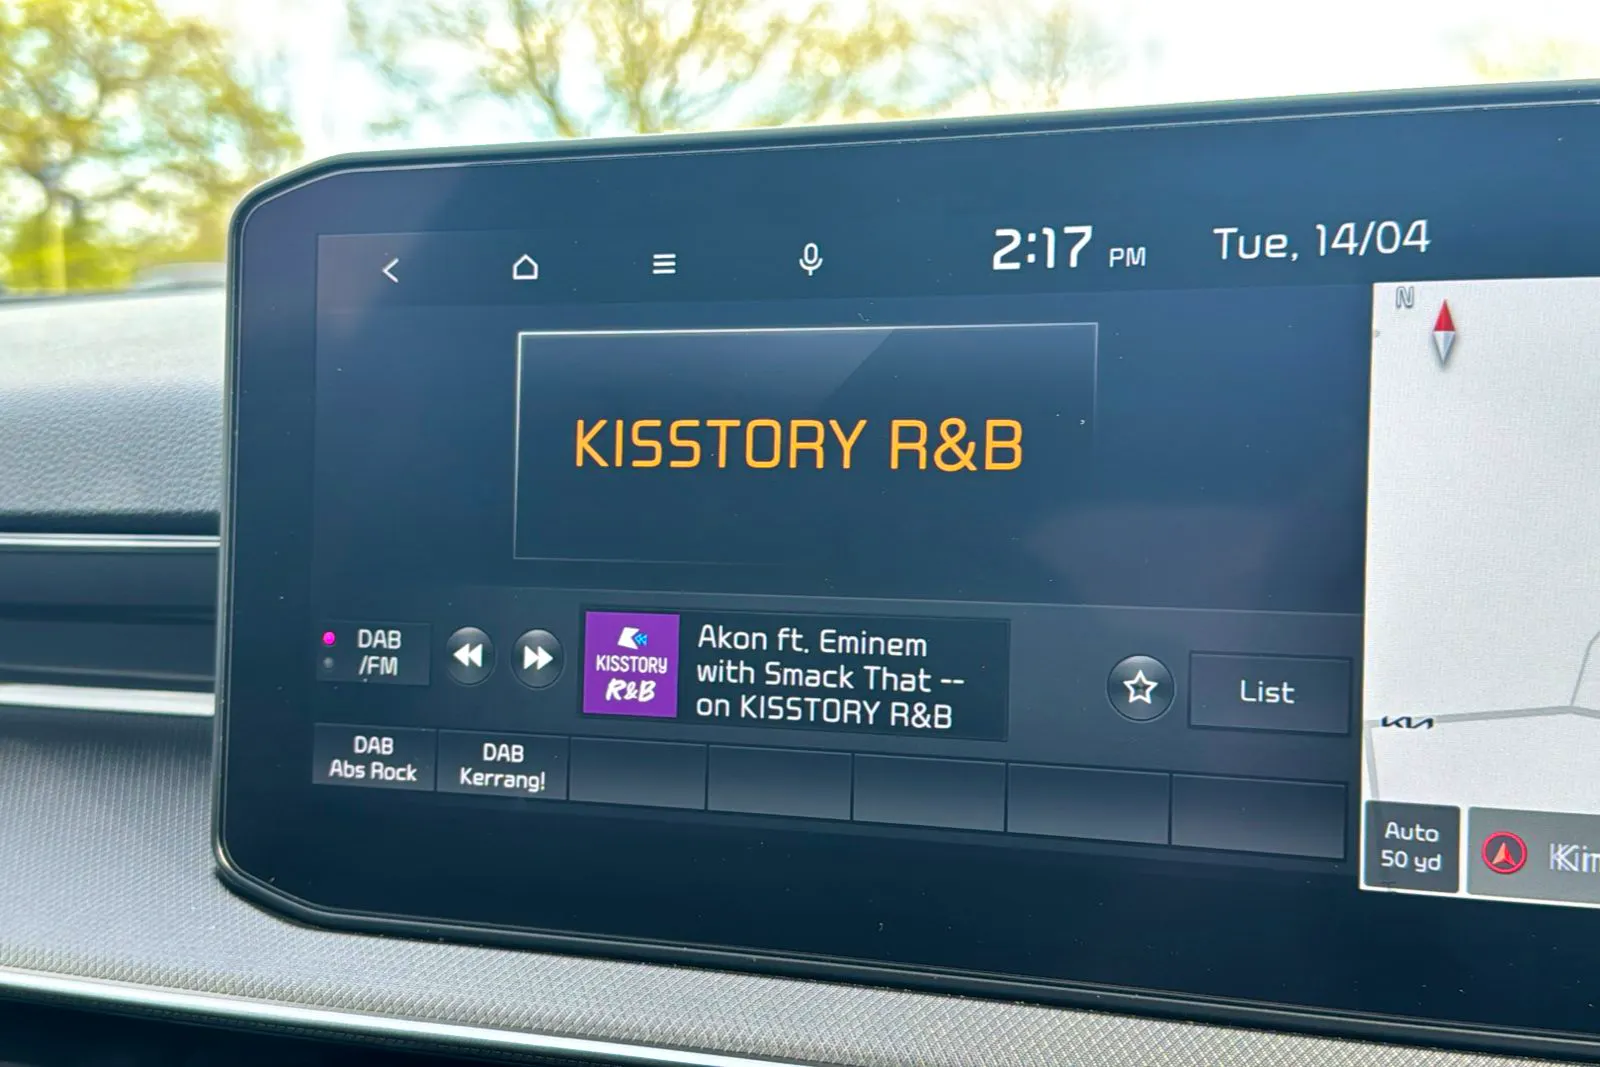 2:17 PM
Tue, 14/04
N
KISSTORY R&B
DAB
/FM
KISSTORY
R&B
Akon ft. Eminem
with Smack That --
on KISSTORY R&B
List
KIA
DAB
Abs Rock
DAB
Kerrang!
Auto
50 yd